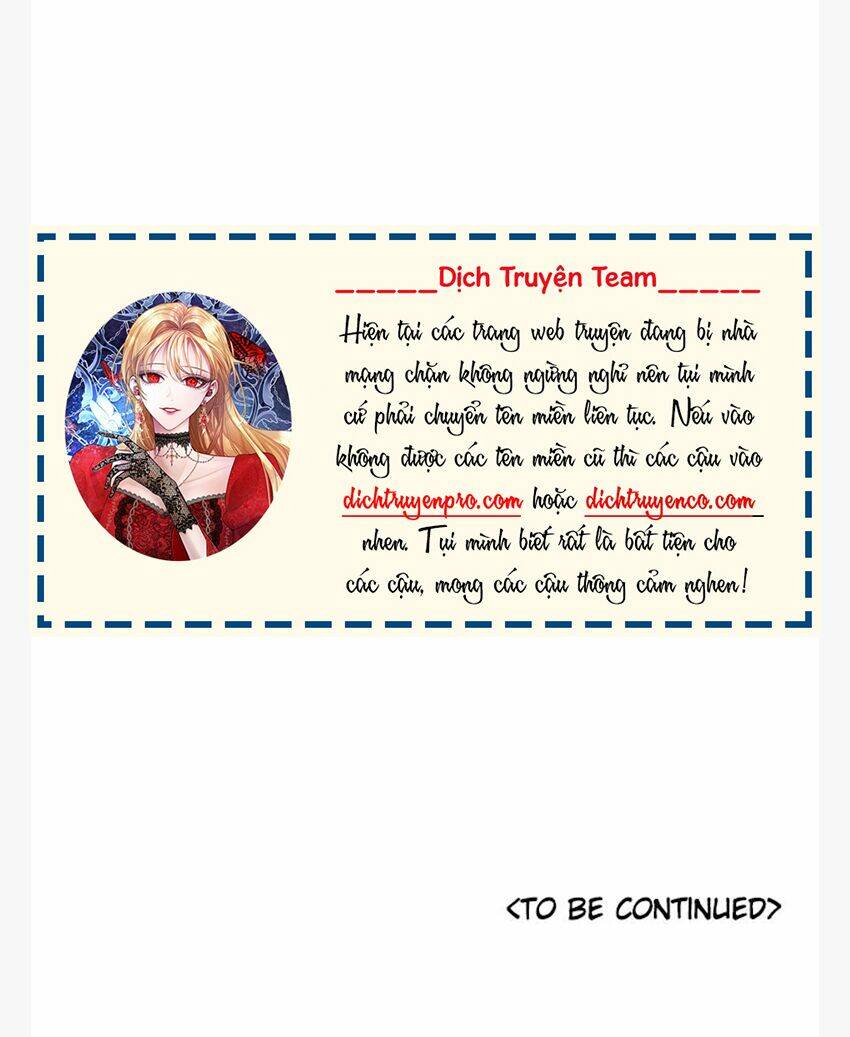 _____Dịch Truyện Team_____
Hiện tại các trang web truyện đang bị nhà
mạng chặn không ngừng nghỉ nên tụi mình
cứ phải chuyển tên miền liên tục. Nếu vào
không được các tên miền cũ thì các cậu vào
dichtruyenpro.com hoặc dichtruyenco.com_
nhen. Tụi mình biết rất là bất tiện cho
các cậu, mong các cậu thông cảm nghen!
<TO BE CONTINUED>